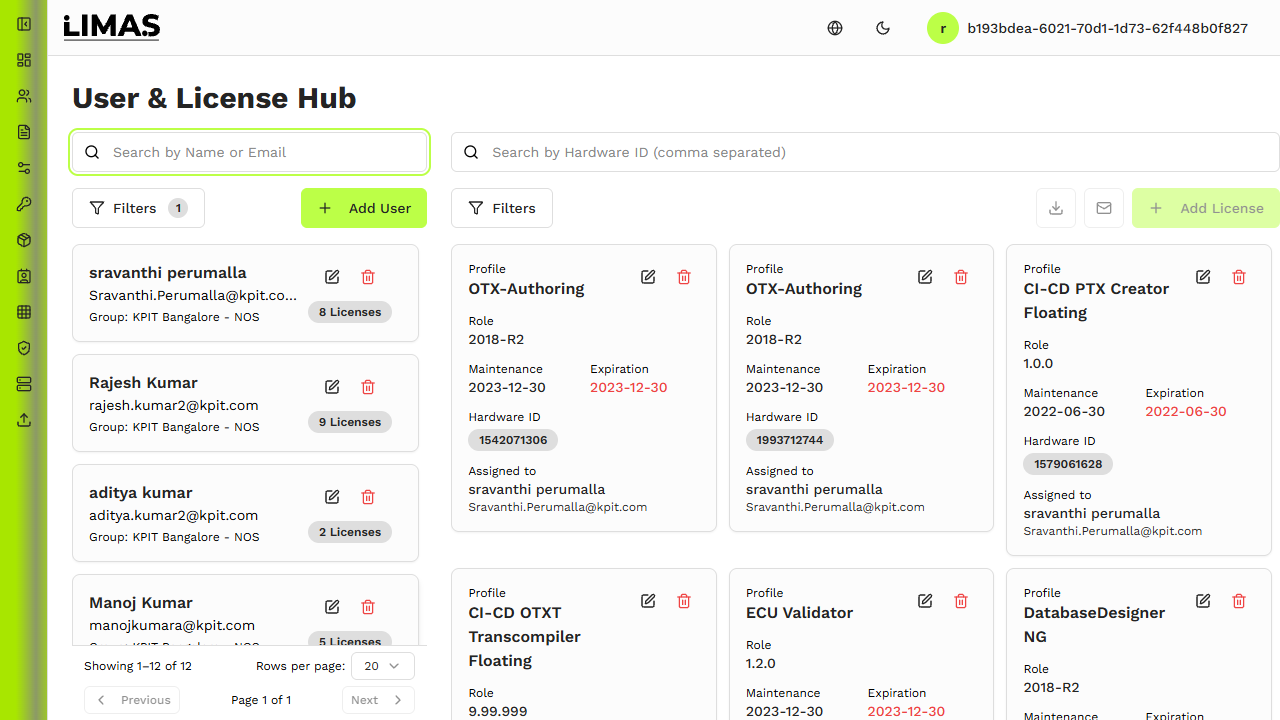 LIMAS
r
b193bdea-6021-70d1-1d73-62f448b0f827
User & License Hub
Search by Name or Email
Search by Hardware ID (comma separated)
Filters 1
Add User
Filters
Add License
sravanthi perumalla
Sravanthi.Perumalla@kpit.co...
Group: KPIT Bangalore - NOS
8 Licenses
Rajesh Kumar
rajesh.kumar2@kpit.com
Group: KPIT Bangalore - NOS
9 Licenses
aditya kumar
aditya.kumar2@kpit.com
Group: KPIT Bangalore - NOS
2 Licenses
Manoj Kumar
manojkumara@kpit.com
Group: KPIT Bangalore - NOS
5 Licenses
Showing 1–12 of 12
Rows per page: 20
Previous
Page 1 of 1
Next
Profile
OTX-Authoring
Role
2018-R2
Maintenance Expiration
2023-12-30 2023-12-30
Hardware ID
1542071306
Assigned to
sravanthi perumalla
Sravanthi.Perumalla@kpit.com
Profile
OTX-Authoring
Role
2018-R2
Maintenance Expiration
2023-12-30 2023-12-30
Hardware ID
1993712744
Assigned to
sravanthi perumalla
Sravanthi.Perumalla@kpit.com
Profile
CI-CD PTX Creator
Floating
Role
1.0.0
Maintenance Expiration
2022-06-30 2022-06-30
Hardware ID
1579061628
Assigned to
sravanthi perumalla
Sravanthi.Perumalla@kpit.com
Profile
CI-CD OTXT
Transcompiler
Floating
Role
9.99.999
Profile
ECU Validator
Role
1.2.0
Maintenance Expiration
2023-12-30 2023-12-30
Profile
DatabaseDesigner
NG
Role
2018-R2
Maintenance Expiration